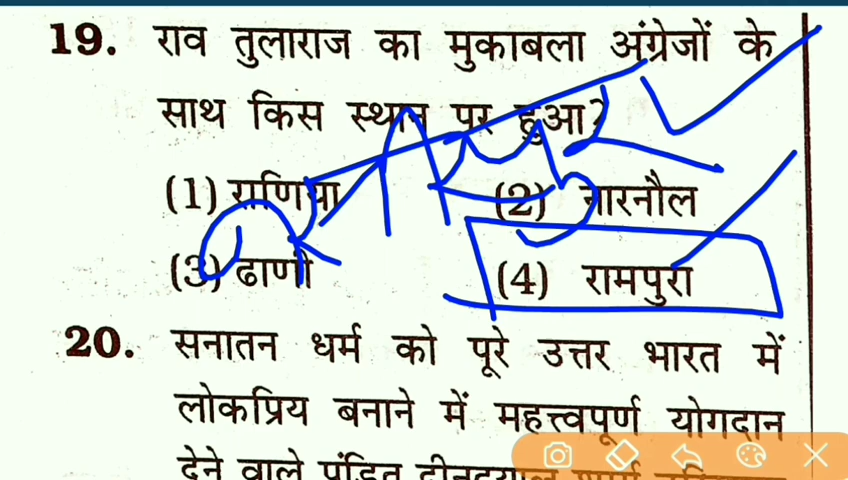 19. राव तुलाराज का मुकाबला अंग्रेजों के
साथ किस स्थान पर हुआ?
(1) राणिया (2) नारनौल
(3) ढाणी (4) रामपुरा
20. सनातन धर्म को पूरे उत्तर भारत में
लोकप्रिय बनाने में महत्त्वपूर्ण योगदान
देने वाले पंडित